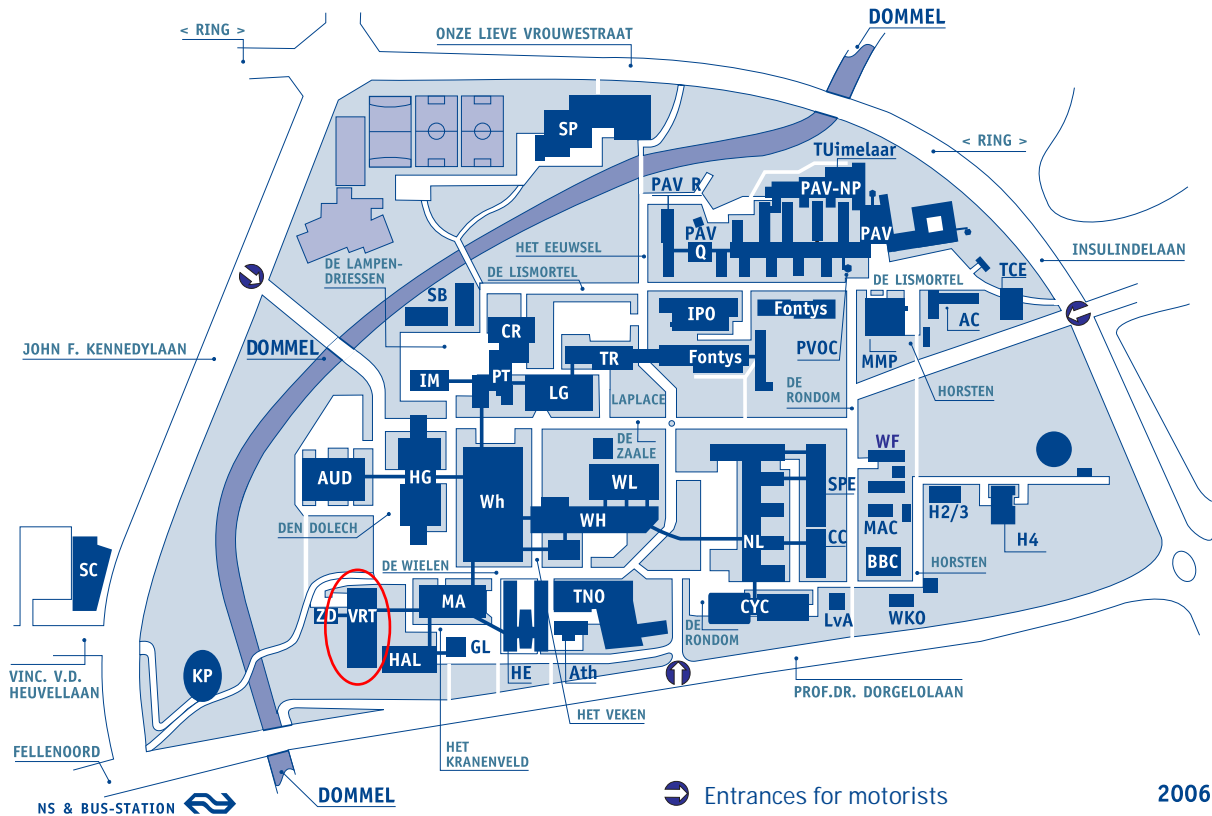 DOMMEL
< RING >
ONZE LIEVE VROUWESTRAAT
SP
< RING >
TUimelaar
PAV R
PAV-NP
PAV
Q
PAV
HET EEUWSEL
INSULINDELAAN
DE LAMPEN-
DRIESSEN
DE LISMORTEL
DE LISMORTEL
TCE
SB
IPO
Fontys
CR
AC
JOHN F. KENNEDYLAAN
DOMMEL
TR
Fontys
PVOC
MMP
IM
PT
LG
LAPLACE
DE
RONDOM
HORSTEN
DE
ZAALE
WF
AUD
HG
Wh
WL
SPE
H2/3
WH
MAC
DEN DOLECH
NL
CC
H4
SC
DE WIELEN
BBC
HORSTEN
ZD
VRT
MA
TNO
CYC
LvA
WKO
DE
RONDOM
HAL
GL
HE
Ath
KP
VINC. V.D.
HEUVELLAAN
PROF.DR. DORGELOLAAN
HET VEKEN
FELLENOORD
HET
KRANENVELD
NS & BUS-STATION
DOMMEL
Entrances for motorists
2006